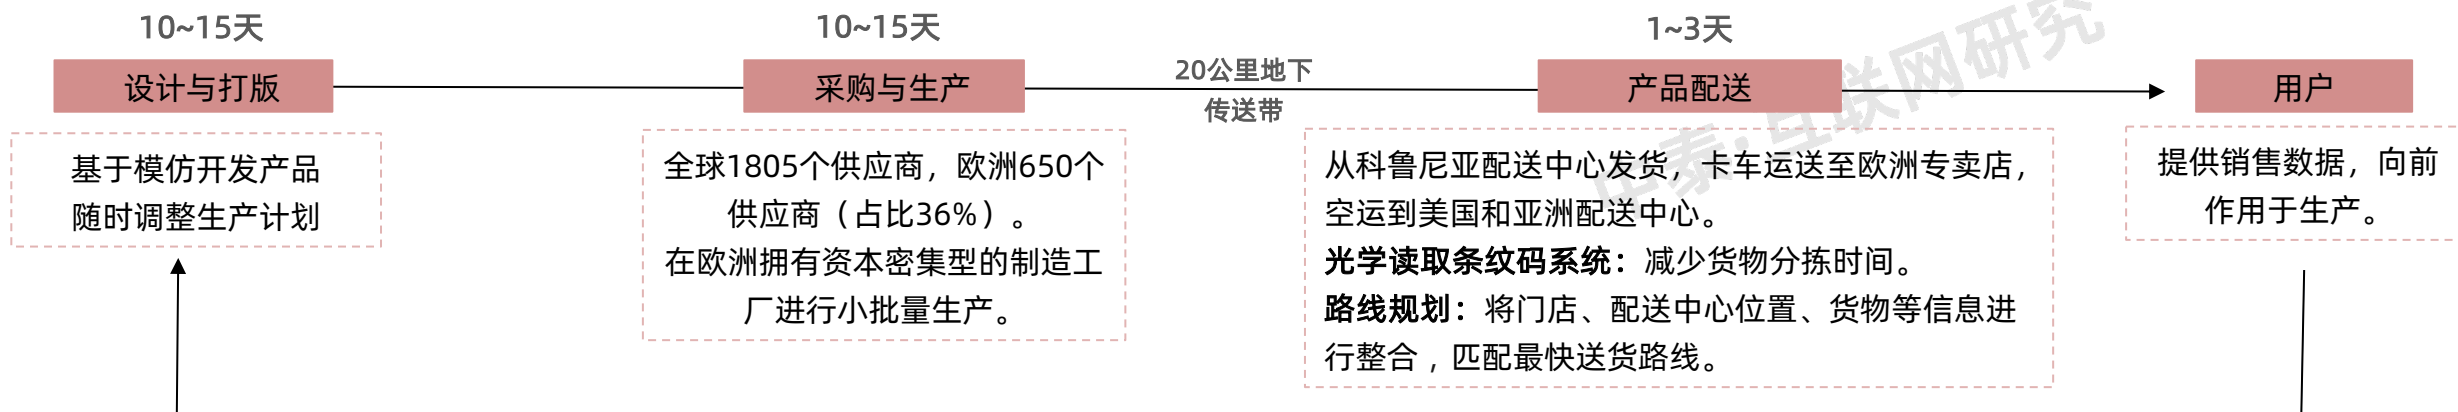 10~15天
10~15天
1~3天
设计与打版
采购与生产
20公里地下
传送带
产品配送
用户
基于模仿开发产品
随时调整生产计划
全球1805个供应商，欧洲650个
供应商（占比36%）。
在欧洲拥有资本密集型的制造工
厂进行小批量生产。
从科鲁尼亚配送中心发货，卡车运送至欧洲专卖店，
空运到美国和亚洲配送中心。
光学读取条纹码系统：减少货物分拣时间。
路线规划：将门店、配送中心位置、货物等信息进
行整合，匹配最快送货路线。
提供销售数据，向前
作用于生产。
中泰·互联网研究